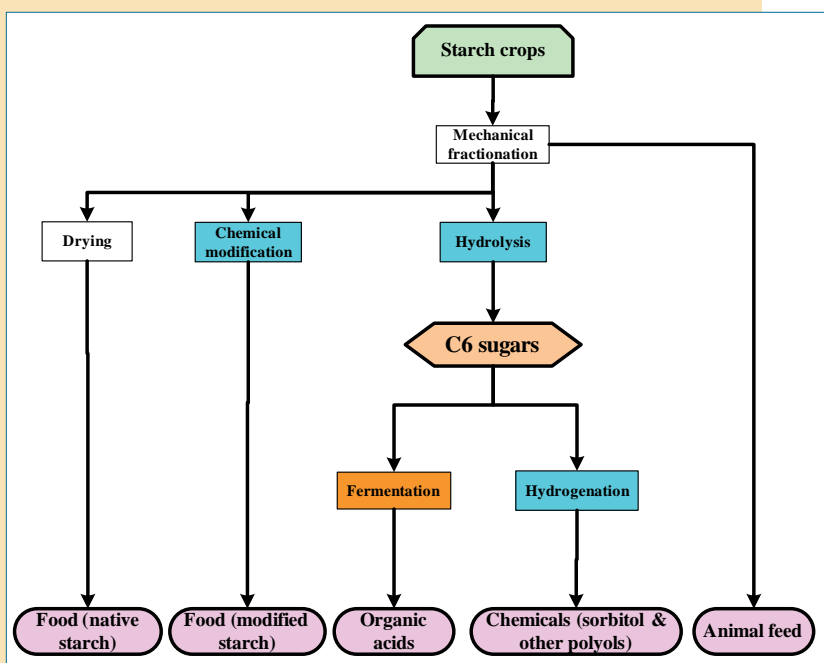 Starch crops
Mechanical
fractionation
Drying
Chemical
modification
Hydrolysis
C6 sugars
Fermentation
Hydrogenation
Food (native
starch)
Food (modified
starch)
Organic
acids
Chemicals (sorbitol &
other polyols)
Animal feed